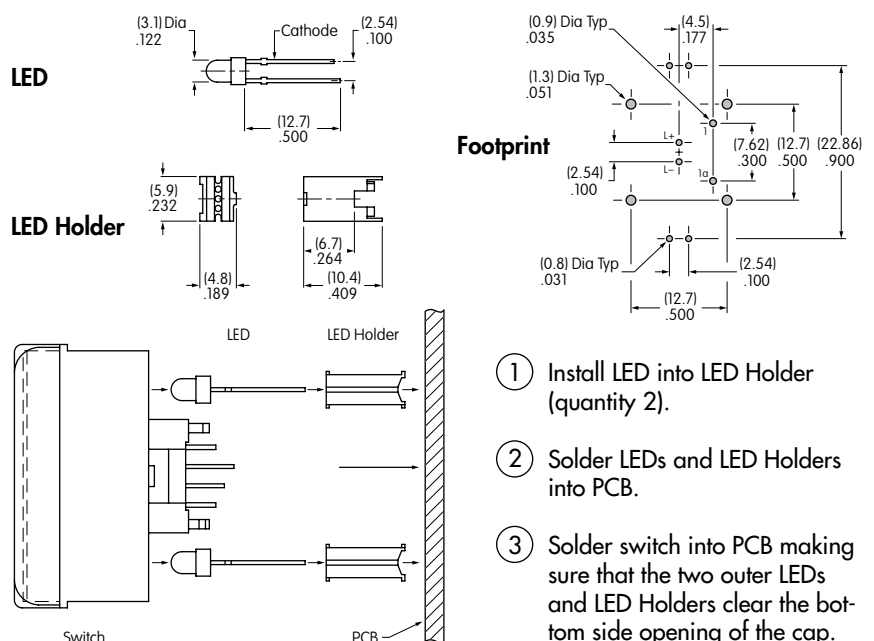 LED
(3.1) Dia
.122
Cathode
(2.54)
.100
(12.7)
.500
LED Holder
(5.9)
.232
(4.8)
.189
(6.7)
.264
(10.4)
.409
Footprint
(0.9) Dia Typ
.035
(4.5)
.177
(1.3) Dia Typ
.051
L+
L–
1
1a
(2.54)
.100
(7.62)
.300
(12.7)
.500
(22.86)
.900
(0.8) Dia Typ
.031
(2.54)
.100
(12.7)
.500
LED
LED Holder
Switch
PCB
1 Install LED into LED Holder
(quantity 2).
2 Solder LEDs and LED Holders
into PCB.
3 Solder switch into PCB making
sure that the two outer LEDs
and LED Holders clear the bot-
tom side opening of the cap.